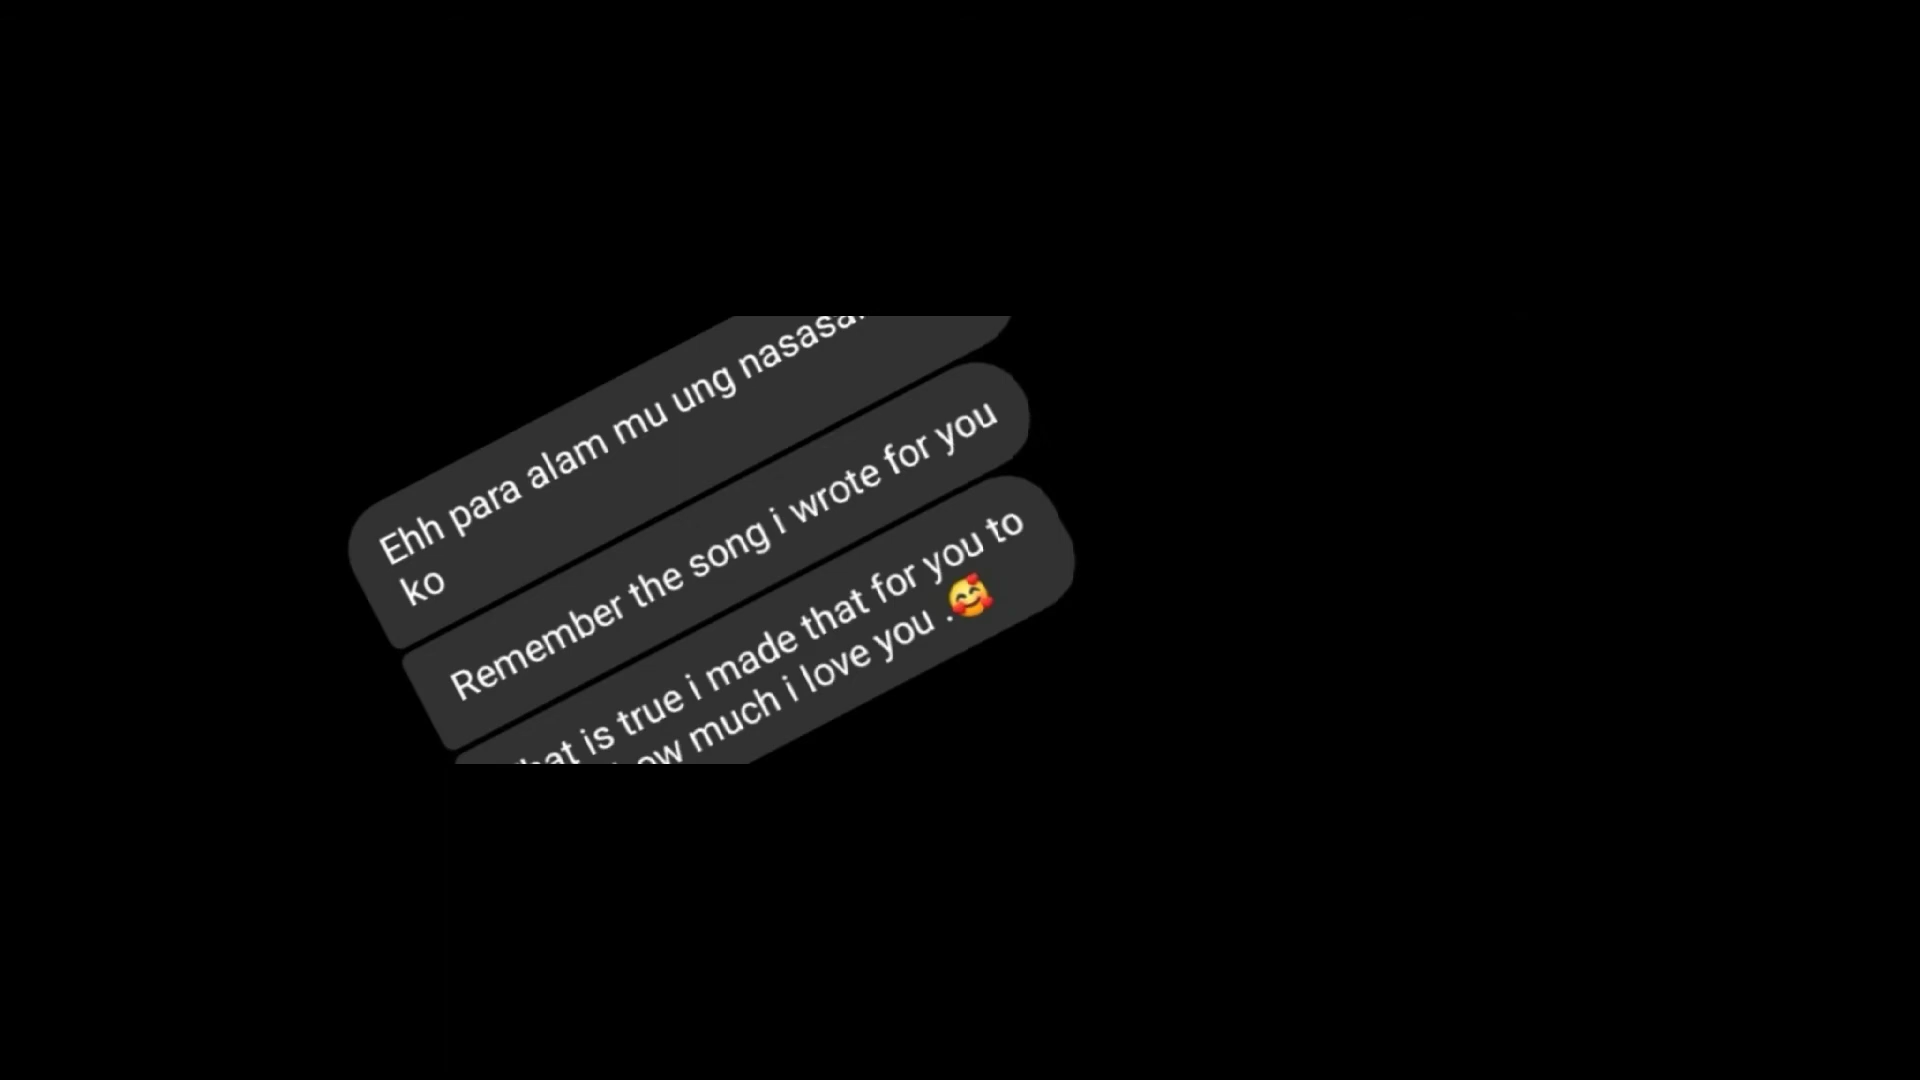 Ehh para alam mu ung
ko
Remember the song i wrote for you
is true i made that for you to
much i love you .🥰